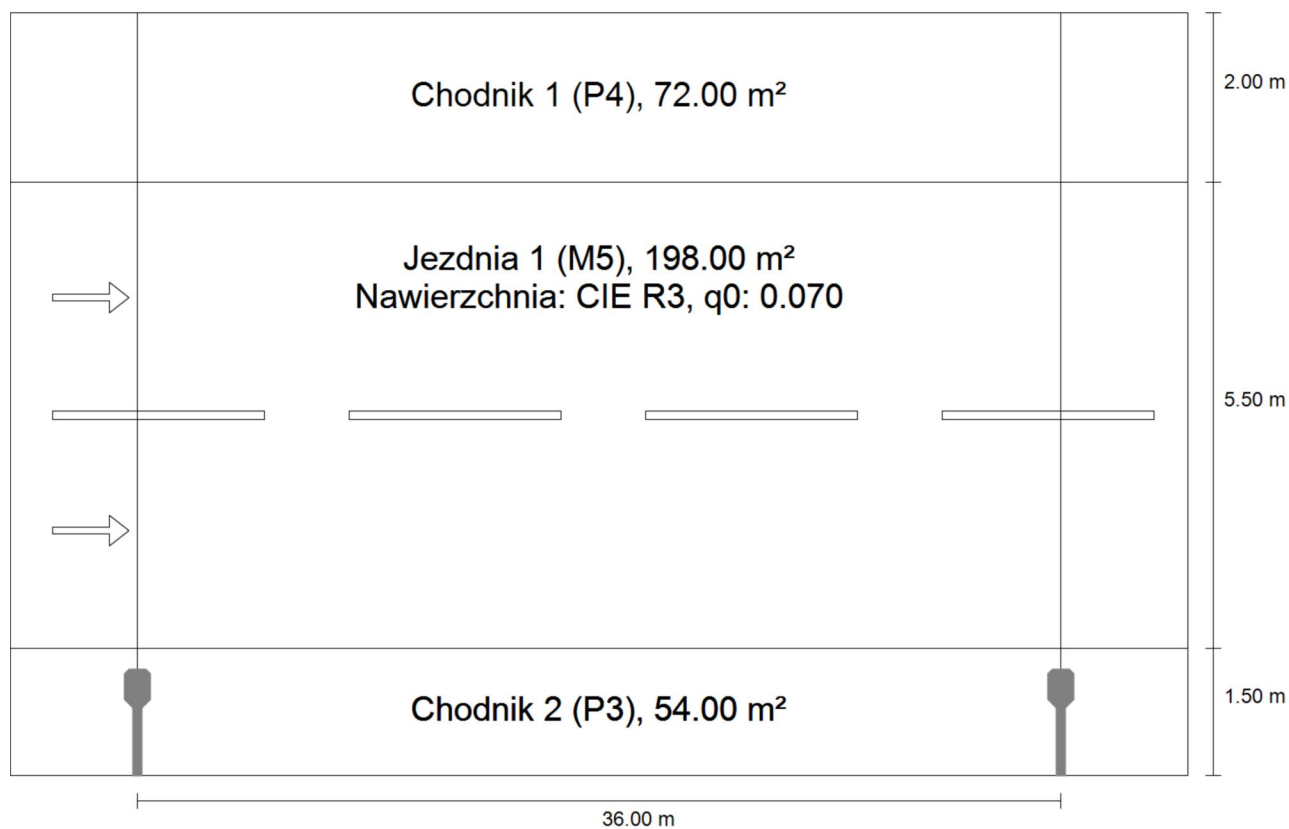 Chodnik 1 (P4), 72.00 m²
2.00 m
Jezdnia 1 (M5), 198.00 m²
Nawierzchnia: CIE R3, q0: 0.070
5.50 m
Chodnik 2 (P3), 54.00 m²
1.50 m
36.00 m